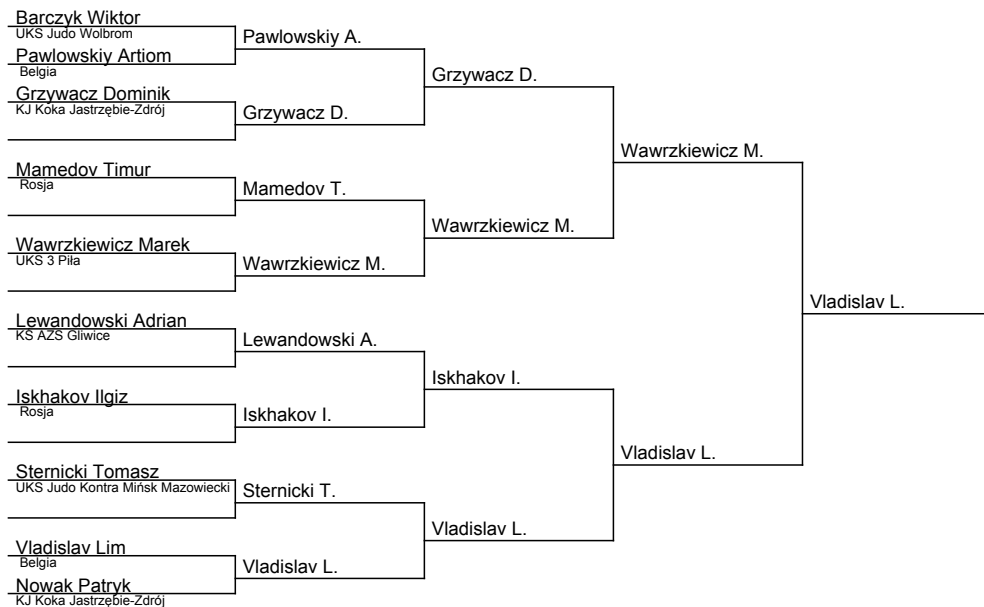 Barczyk Wiktor
UKS Judo Wolbrom
Pawlowskiy Artiom
Belgia
Grzywacz Dominik
KJ Koka Jastrzębie-Zdrój
Mamedov Timur
Rosja
Wawrzkiewicz Marek
UKS 3 Piła
Lewandowski Adrian
KS AZS Gliwice
Iskhakov Ilgiz
Rosja
Sternicki Tomasz
UKS Judo Kontra Mińsk Mazowiecki
Vladislav Lim
Belgia
Nowak Patryk
KJ Koka Jastrzębie-Zdrój
Pawlowskiy A.
Grzywacz D.
Mamedov T.
Wawrzkiewicz M.
Lewandowski A.
Iskhakov I.
Sternicki T.
Vladislav L.
Grzywacz D.
Wawrzkiewicz M.
Iskhakov I.
Vladislav L.
Wawrzkiewicz M.
Vladislav L.
Vladislav L.